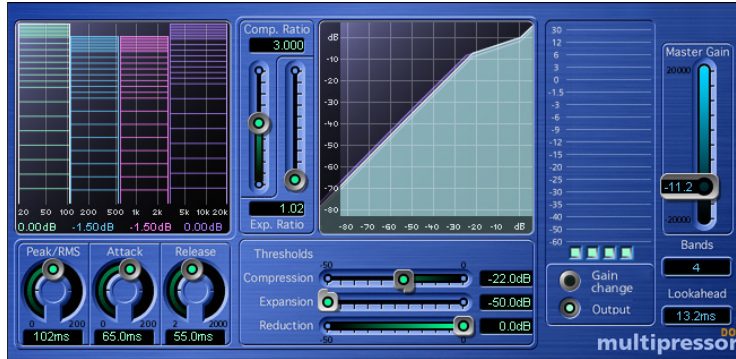 Comp. Ratio
3.000
1.02
Exp. Ratio
20 50 100 200 500 1k 2k 5k 10k 20k
0.00dB -1.50dB -1.50dB 0.00dB
dB
-10
-20
-30
-40
-50
-60
-70
-80
-80 -70 -60 -50 -40 -30 -20 -10 dB
30
12
6
3
0
-1.5
-3
-6
-9
-12
-15
-20
-25
-30
-35
-40
-50
-60
Master Gain
20000
-11.2
20000
Bands
4
Lookahead
13.2ms
Peak/RMS Attack Release
0 200 0 200 2 2000
102ms 65.0ms 55.0ms
Thresholds
-50 0
Compression -22.0dB
Expansion -50.0dB
Reduction 0.0dB
-50 0
Gain change
Output
DO
multipressor